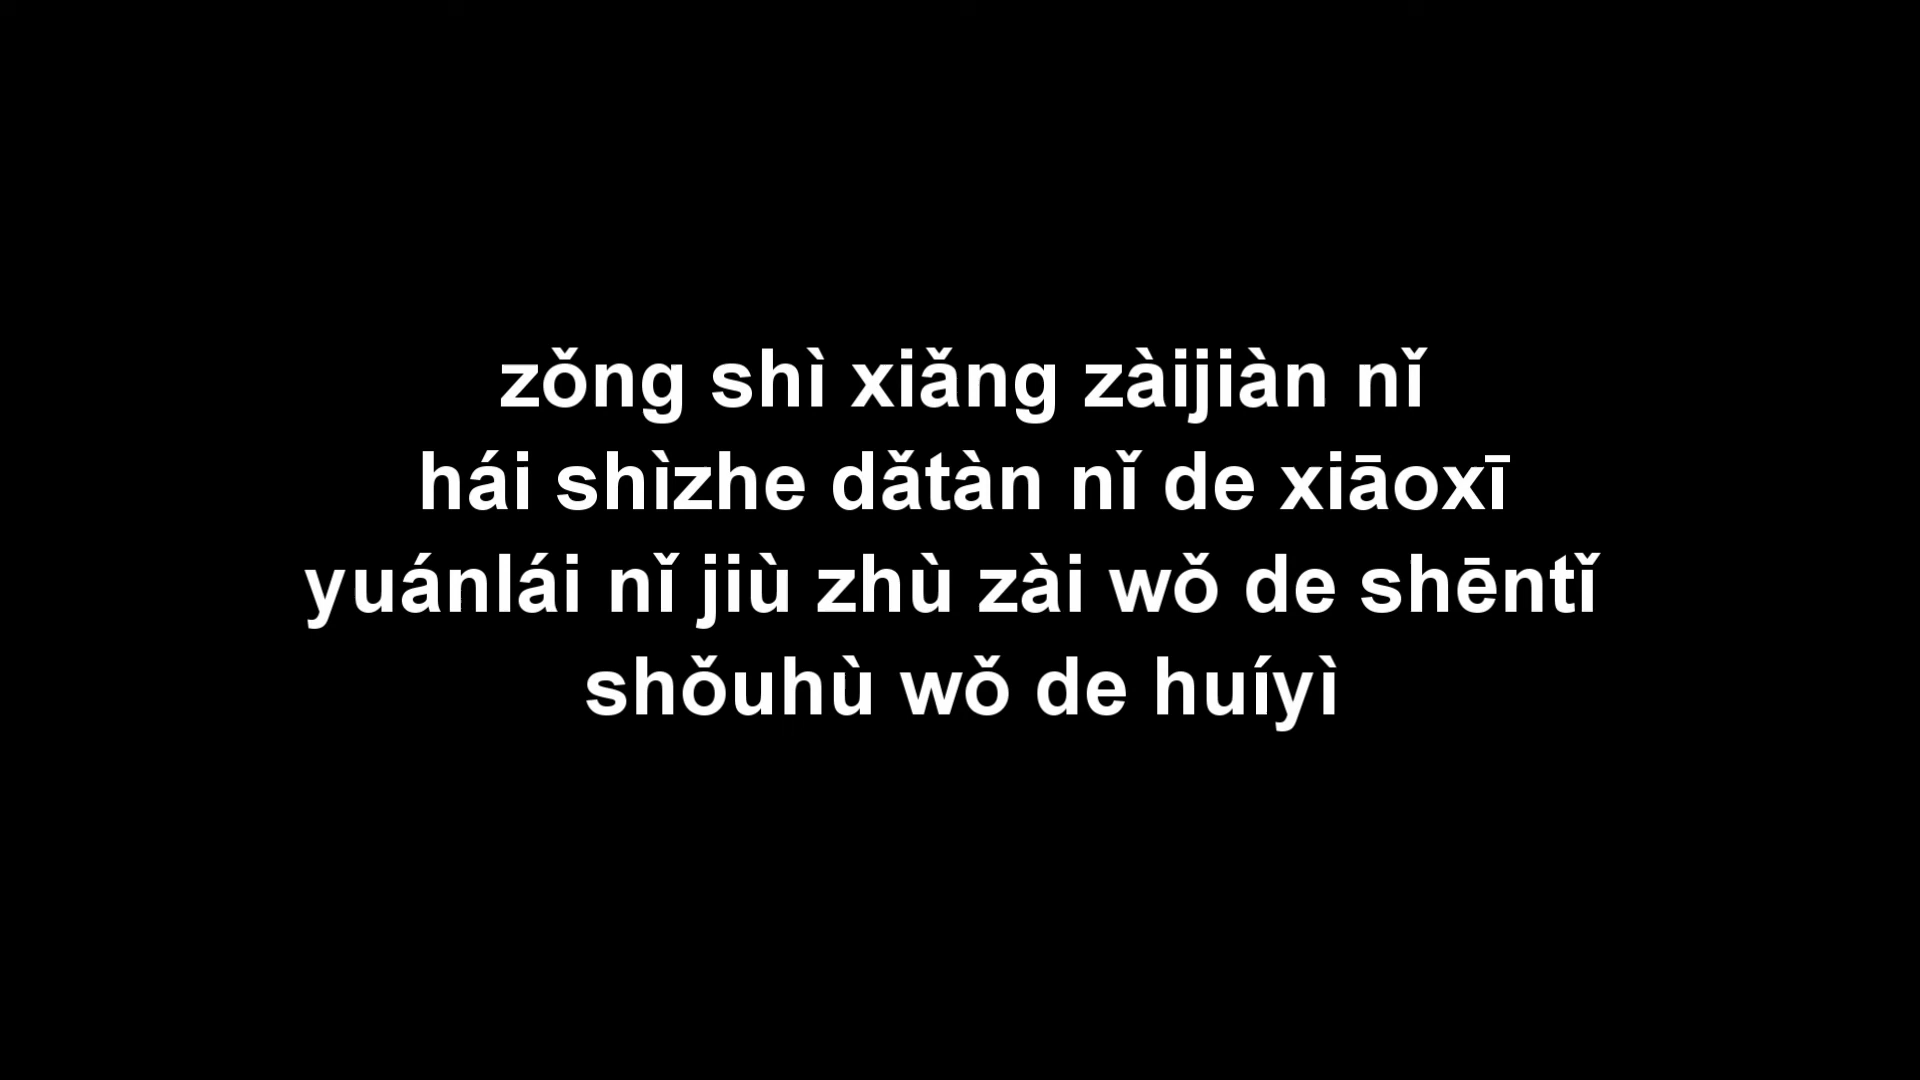 zǒng shì xiǎng zàijiàn nǐ
hái shìzhe dǎtàn nǐ de xiāoxī
yuánlái nǐ jiù zhù zài wǒ de shēntǐ
shǒuhù wǒ de huíyì